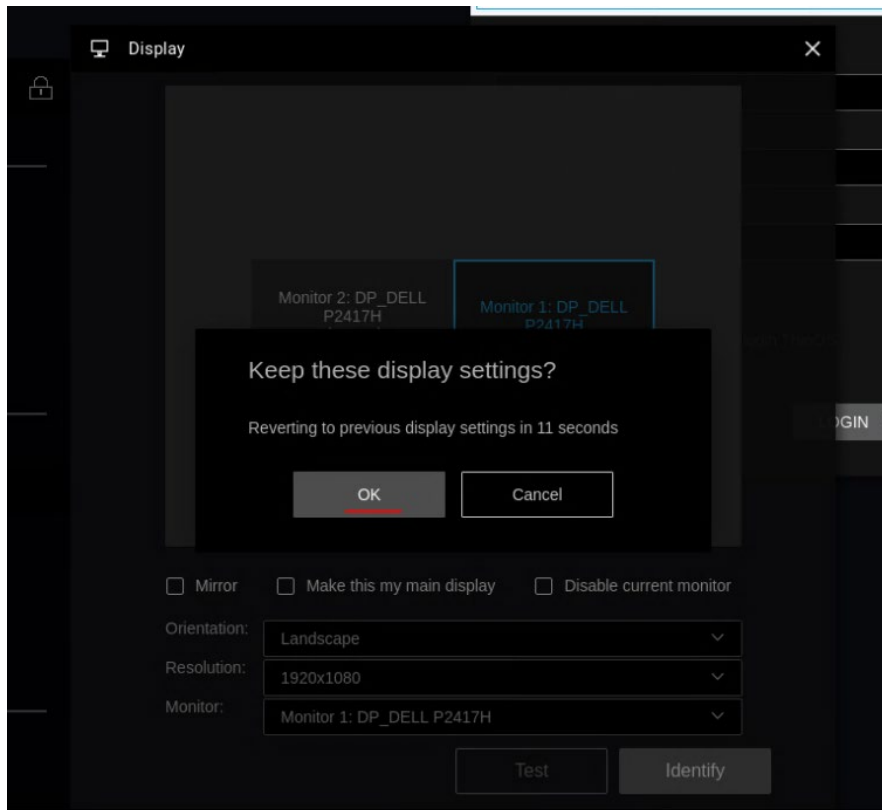 Display
Monitor 2: DP_DELL
P2417H
Monitor 1: DP_DELL
P2417H
Keep these display settings?
Reverting to previous display settings in 11 seconds
OK
Cancel
OGIN
Mirror
Make this my main display
Disable current monitor
Orientation:
Landscape
Resolution:
1920x1080
Monitor:
Monitor 1: DP_DELL P2417H
Test
Identify